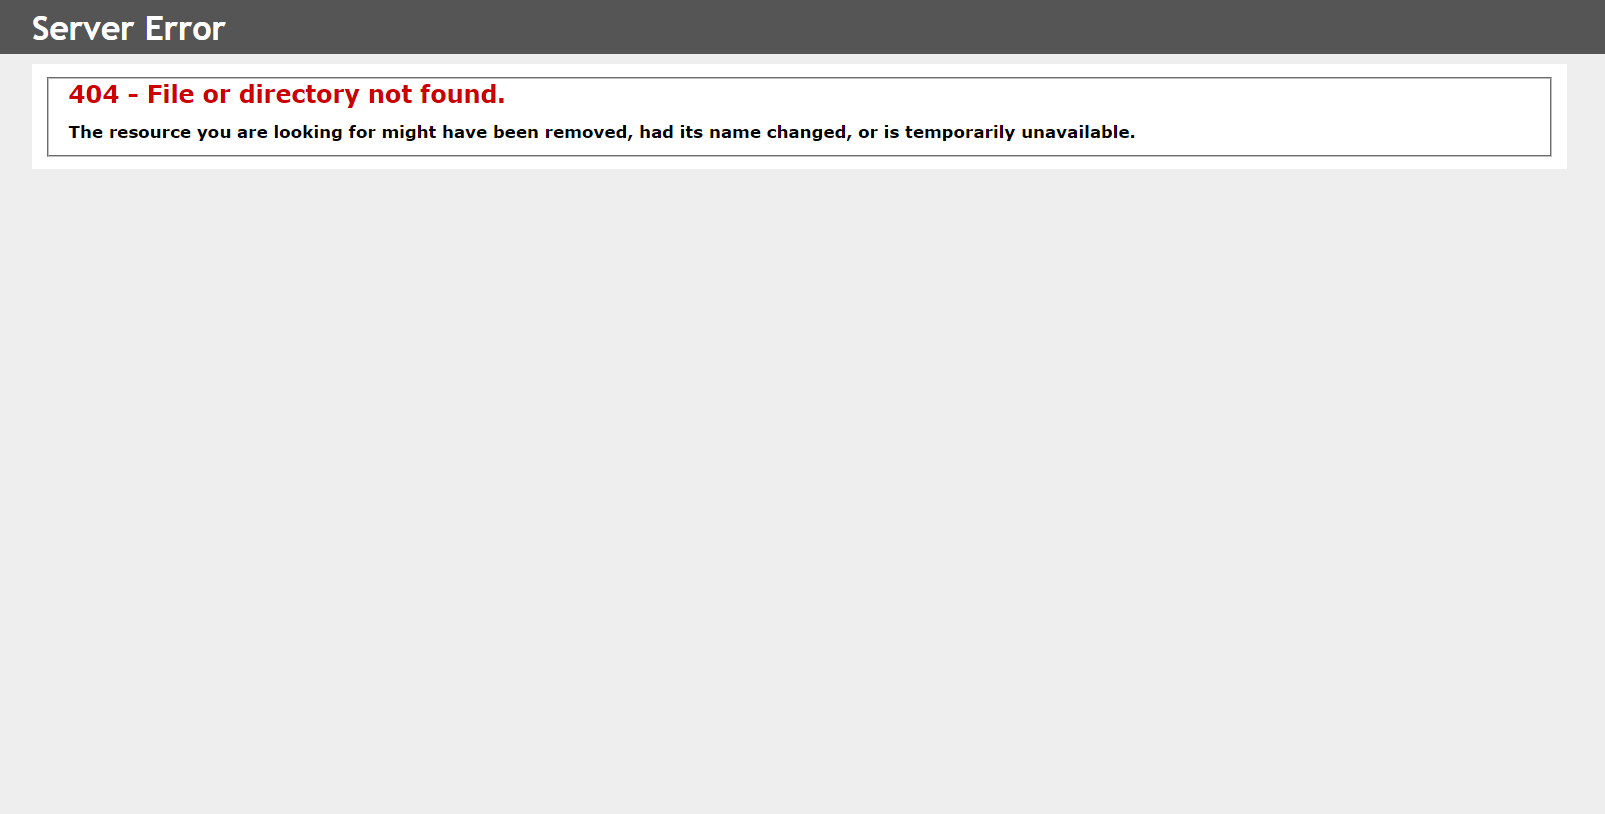 Server Error
404 - File or directory not found.
The resource you are looking for might have been removed, had its name changed, or is temporarily unavailable.